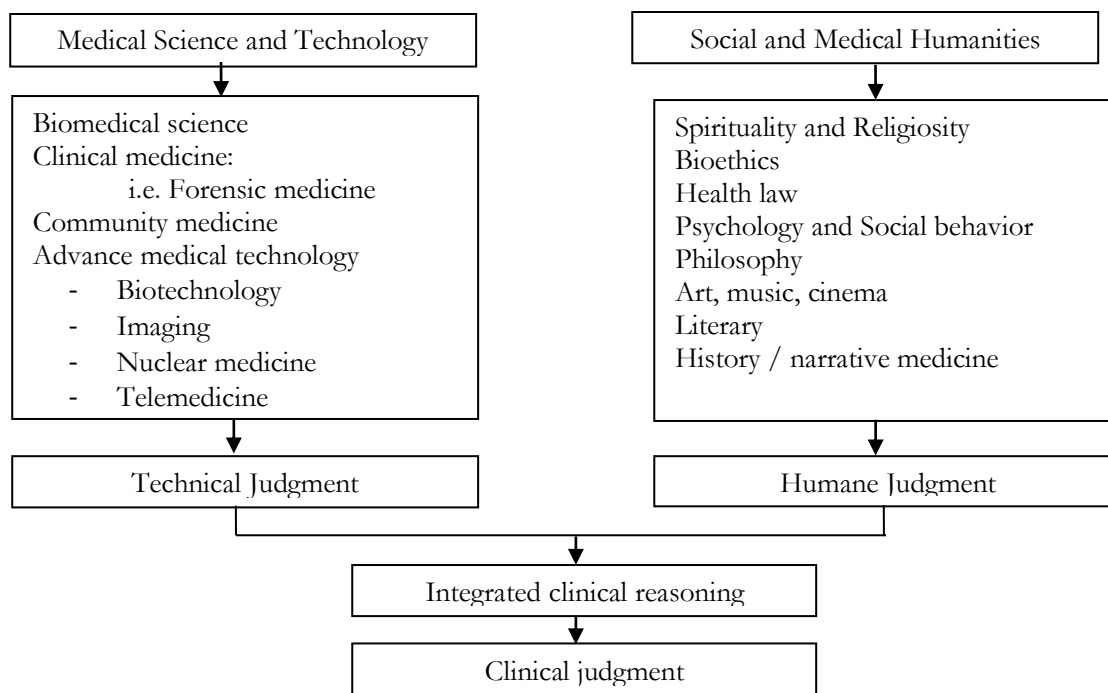 Medical Science and Technology
Biomedical science
Clinical medicine:
i.e. Forensic medicine
Community medicine
Advance medical technology
- Biotechnology
- Imaging
- Nuclear medicine
- Telemedicine
Technical Judgment
Social and Medical Humanities
Spirituality and Religiosity
Bioethics
Health law
Psychology and Social behavior
Philosophy
Art, music, cinema
Literary
History / narrative medicine
Humane Judgment
Integrated clinical reasoning
Clinical judgment